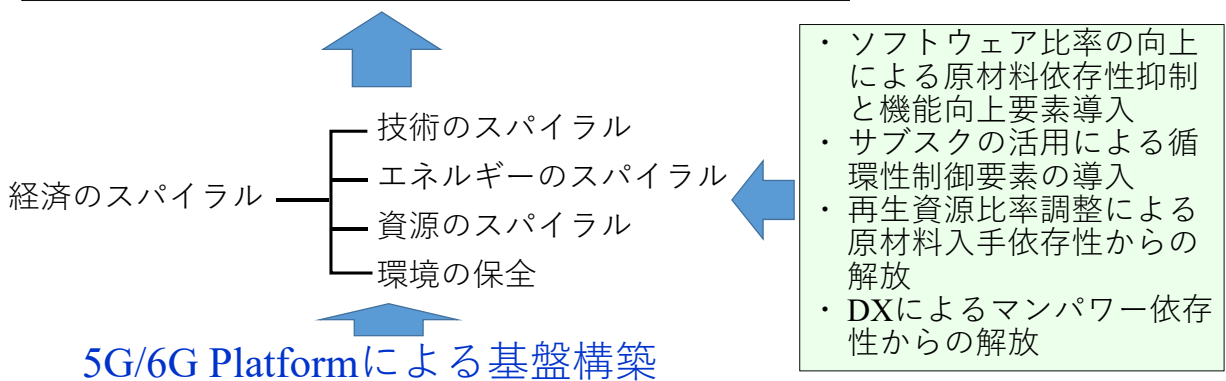 経済のスパイラル
技術のスパイラル
エネルギーのスパイラル
資源のスパイラル
環境の保全
・ ソフトウェア比率の向上
による原材料依存性抑制
と機能向上要素導入
・ サブスクの活用による循
環性制御要素の導入
・ 再生資源比率調整による
原材料入手依存性からの
解放
・ DXによるマンパワー依存
性からの解放
5G/6G Platformによる基盤構築